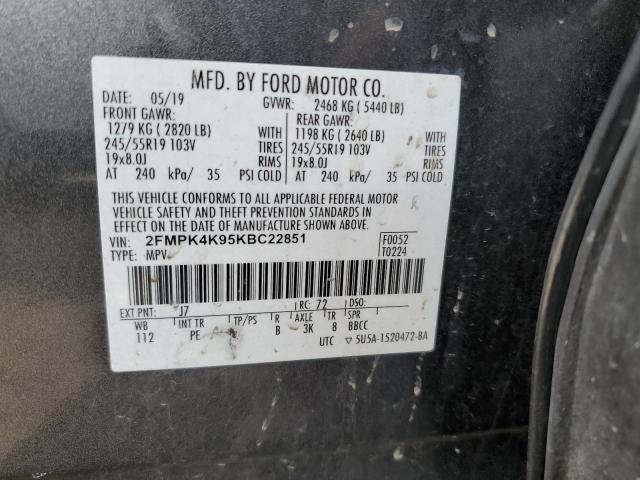 MFD. BY FORD MOTOR CO.
DATE: 05/19 GVWR: 2468 KG ( 5440 LB)
FRONT GAWR: REAR GAWR:
1279 KG ( 2820 LB) WITH 1198 KG ( 2640 LB) WITH
245/55R19 103V TIRES 245/55R19 103V TIRES
19x8.0J RIMS 19x8.0J RIMS
AT 240 kPa/ 35 PSI COLD AT 240 kPa/ 35 PSI COLD
THIS VEHICLE CONFORMS TO ALL APPLICABLE FEDERAL MOTOR
VEHICLE SAFETY AND THEFT PREVENTION STANDARDS IN
EFFECT ON THE DATE OF MANUFACTURE SHOWN ABOVE.
VIN: 2FMPK4K95KBC22851 F0052
TYPE: MPV T0224
EXT PNT: J7 RC: 72 DSO:
WB INT TR TP/PS R AXLE TR SPR
112 PE B 3K 8 BBCC
UTC ▽ 5U5A-1520472-BA